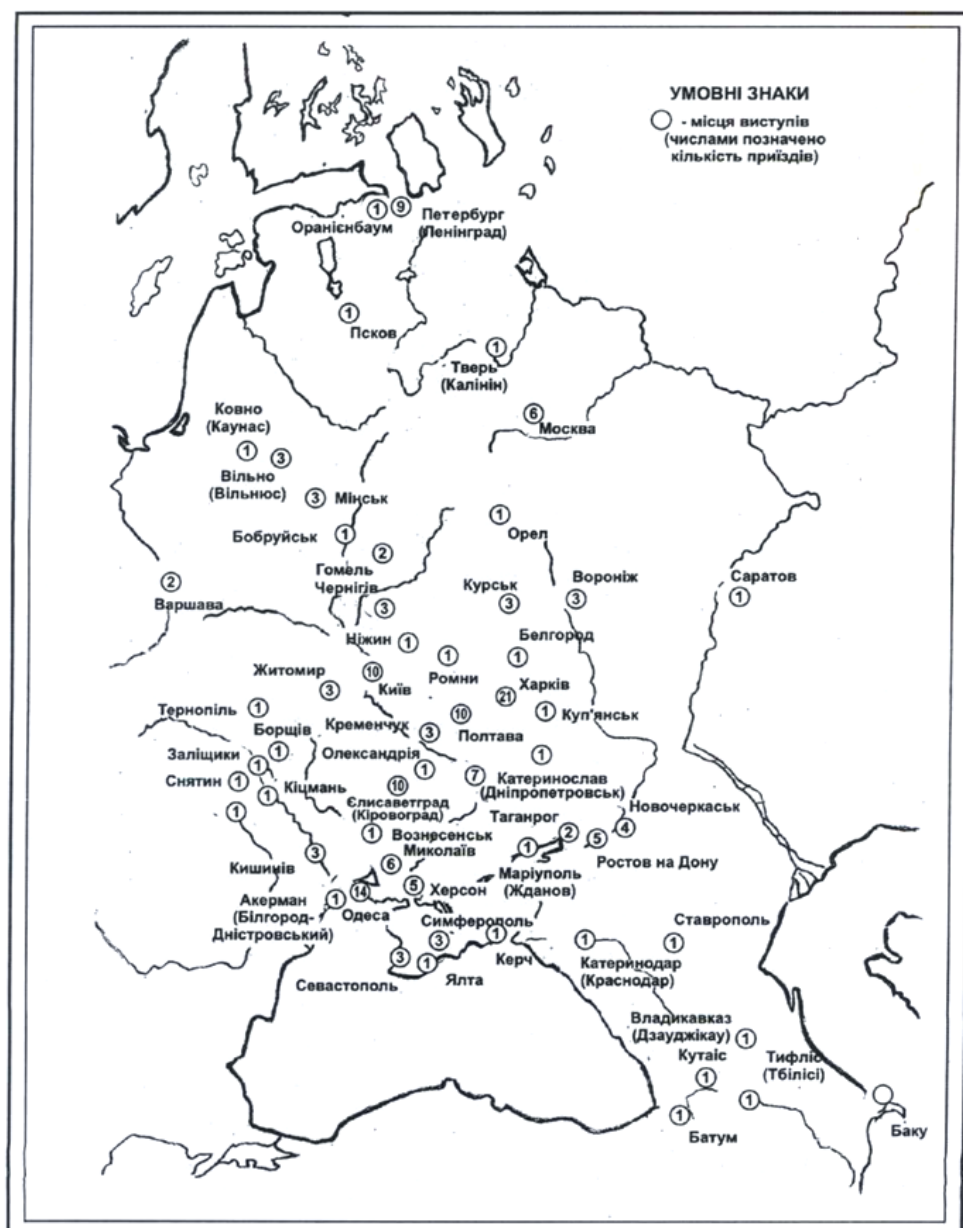 УМОВНІ ЗНАКИ
- місця виступів
(числами позначено
кількість приїздів)
1
9
Оранієнбаум
Петербург
(Ленінград)
1
Псков
1
Тверь
(Калінін)
6
Москва
Ковно
(Каунас)
1
3
Вільно
(Вільнюс)
3
Мінськ
1
Орел
Бобруйськ
1
2
Гомель
2
Варшава
Чернігів
3
Курськ
3
Вороніж
3
Саратов
1
Ніжин
1
Ромни
1
Белгород
1
Житомир
3
10
Київ
21
Харків
Тернопіль
1
Кременчук
3
10
Полтава
1
Куп'янськ
Борщів
1
Олександрія
1
7
1
Катеринослав
(Дніпропетровськ)
Заліщики
1
Снятин
1
Кіцмань
1
1
10
Єлисаветград
(Кіровоград)
Новочеркаськ
4
Таганрог
2
5
Ростов на Дону
1
Вознесенськ
Миколаїв
6
1
Маріуполь
(Жданов)
Кишинів
3
Акерман
(Білгород-
Дністровський)
1
14
Одеса
5
Херсон
Симферополь
3
1
Керч
3
Севастополь
1
Ялта
Ставрополь
1
1
Катеринодар
(Краснодар)
Владикавказ
(Дзауджікау)
1
Кутаіс
1
Тифліс
(Тбілісі)
1
1
Батум
Баку